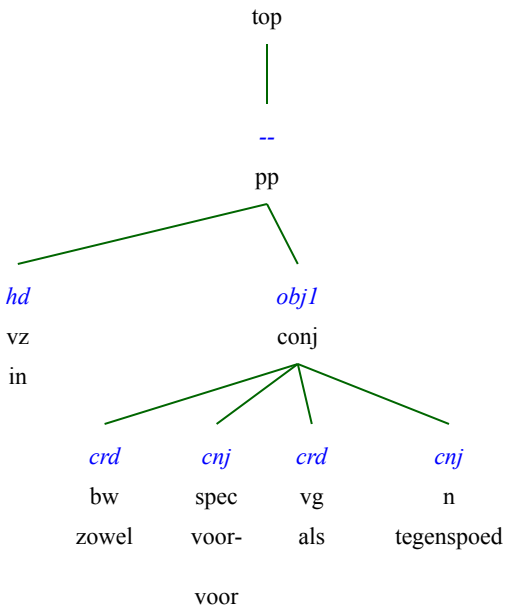 top
--
pp
hd obj1
vz conj
in
crd cnj crd cnj
bw spec vg n
zowel voor- als tegenspoed
voor